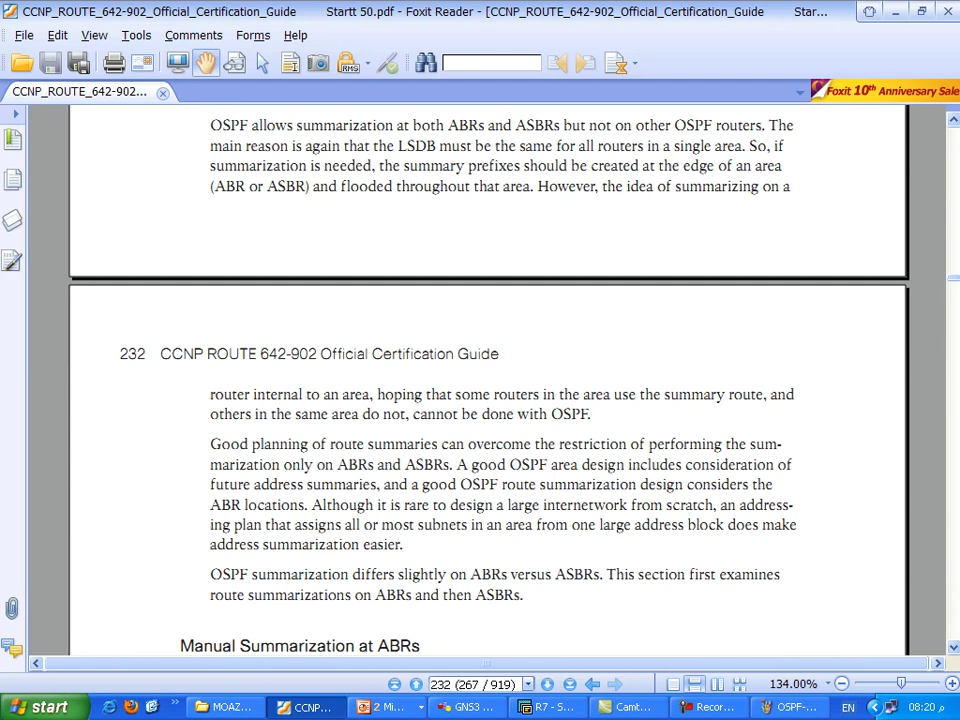 CCNP_ROUTE_642-902_Official_Certification_Guide Startt 50.pdf - Foxit Reader - [CCNP_ROUTE_642-902_Official_Certification_Guide Star...
File Edit View Tools Comments Forms Help
RMS
CCNP_ROUTE_642-902... Foxit 10th Anniversary Sale
OSPF allows summarization at both ABRs and ASBRs but not on other OSPF routers. The
main reason is again that the LSDB must be the same for all routers in a single area. So, if
summarization is needed, the summary prefixes should be created at the edge of an area
(ABR or ASBR) and flooded throughout that area. However, the idea of summarizing on a
232 CCNP ROUTE 642-902 Official Certification Guide
router internal to an area, hoping that some routers in the area use the summary route, and
others in the same area do not, cannot be done with OSPF.
Good planning of route summaries can overcome the restriction of performing the sum-
marization only on ABRs and ASBRs. A good OSPF area design includes consideration of
future address summaries, and a good OSPF route summarization design considers the
ABR locations. Although it is rare to design a large internetwork from scratch, an address-
ing plan that assigns all or most subnets in an area from one large address block does make
address summarization easier.
OSPF summarization differs slightly on ABRs versus ASBRs. This section first examines
route summarizations on ABRs and then ASBRs.
Manual Summarization at ABRs
232 (267 / 919) 134.00%
start MOAZ... CCNP... 2 Mi... GNS3 ... R7 - S... Camt... Recor... OSPF-... EN 08:20 م